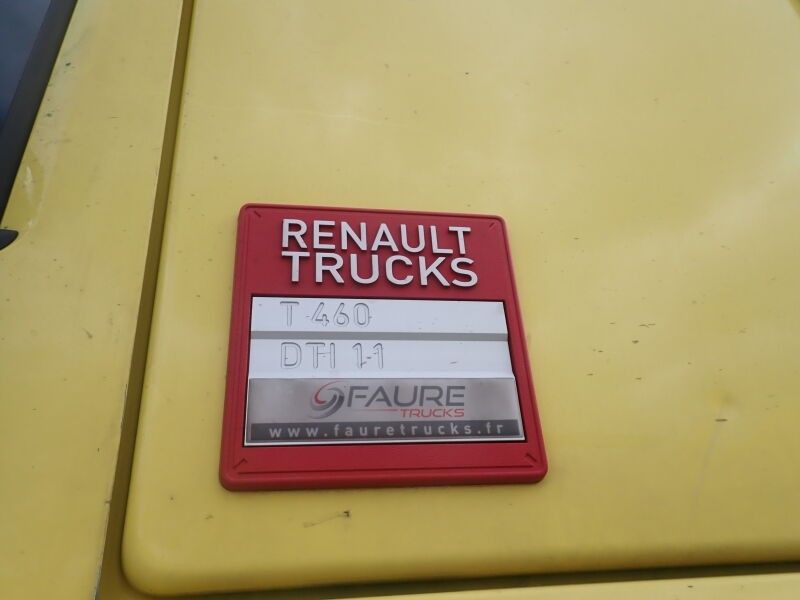 RENAULT
TRUCKS
T 460
DTI 11
FAURE
TRUCKS
www.fauretrucks.fr